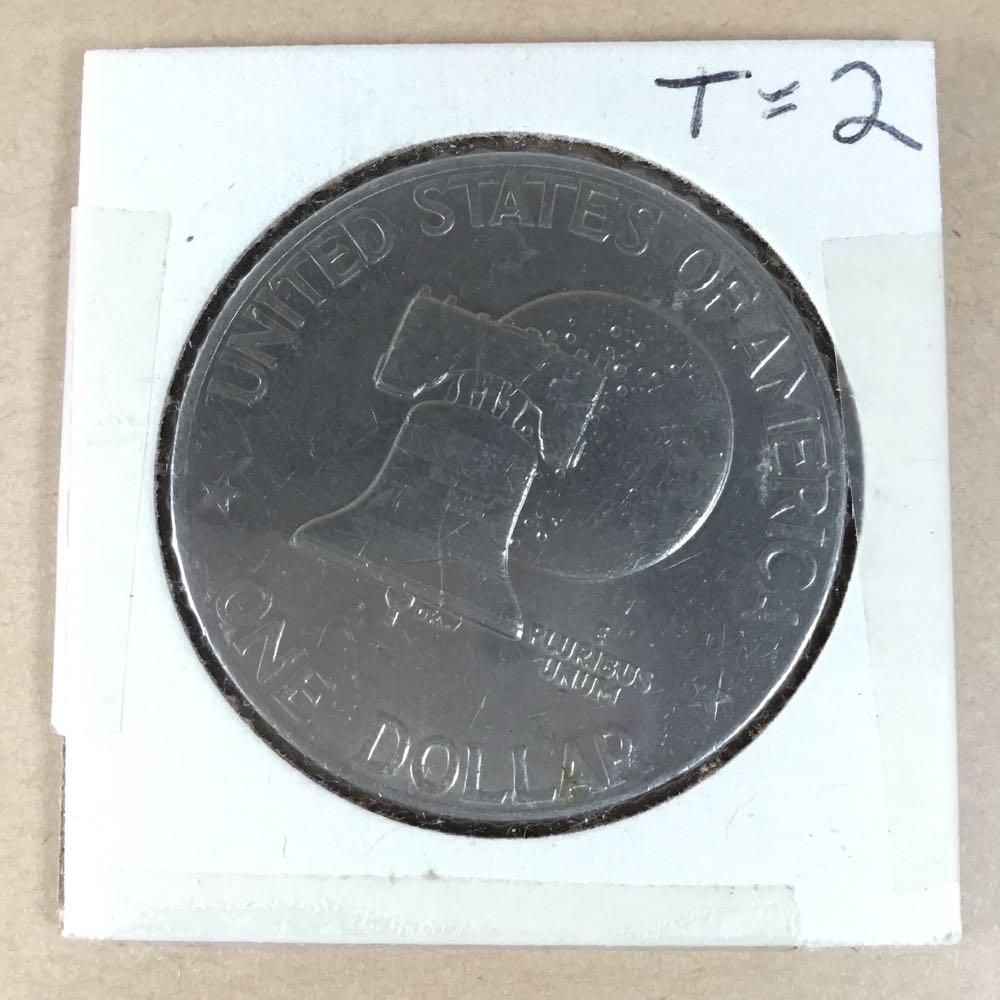 T=2
UNITED STATES OF AMERICA
E
PLURIBUS
UNUM
ONE DOLLAR